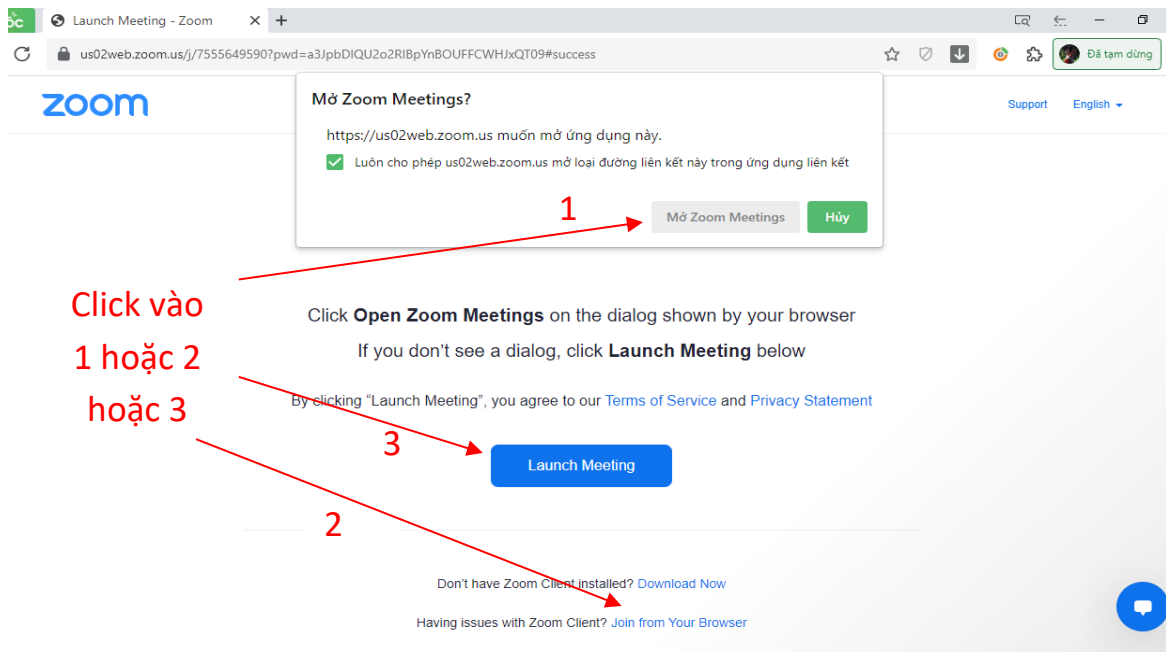 ốc
Launch Meeting - Zoom
us02web.zoom.us/j/7555649590?pwd=a3JpbDlQU2o2RlBpYnBOUFFCWHJxQT09#success
Đã tạm dừng
zoom
Support English
Mở Zoom Meetings?
https://us02web.zoom.us muốn mở ứng dụng này.
Luôn cho phép us02web.zoom.us mở loại đường liên kết này trong ứng dụng liên kết
1
Mở Zoom Meetings Hủy
Click vào
1 hoặc 2
hoặc 3
Click Open Zoom Meetings on the dialog shown by your browser
If you don't see a dialog, click Launch Meeting below
By clicking “Launch Meeting”, you agree to our Terms of Service and Privacy Statement
3
Launch Meeting
2
Don't have Zoom Client installed? Download Now
Having issues with Zoom Client? Join from Your Browser